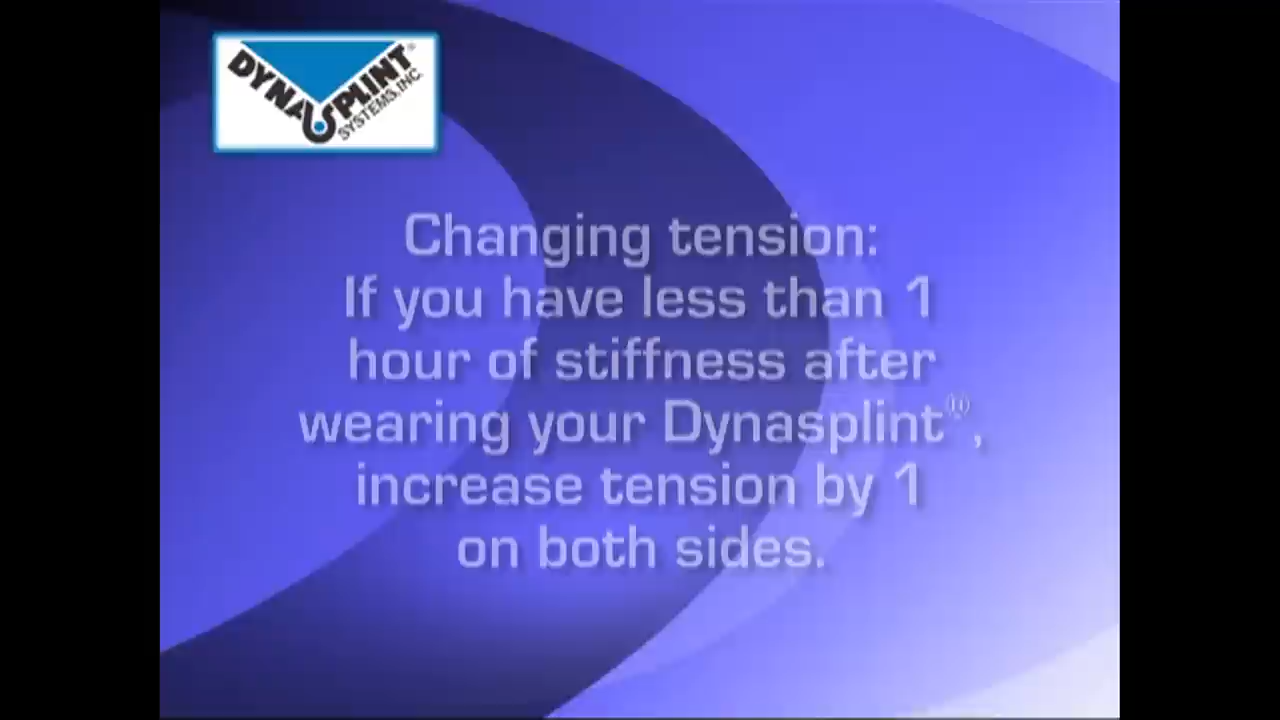 DYNASPLINT®
SYSTEMS, INC.
Changing tension:
If you have less than 1
hour of stiffness after
wearing your Dynasplint®,
increase tension by 1
on both sides.